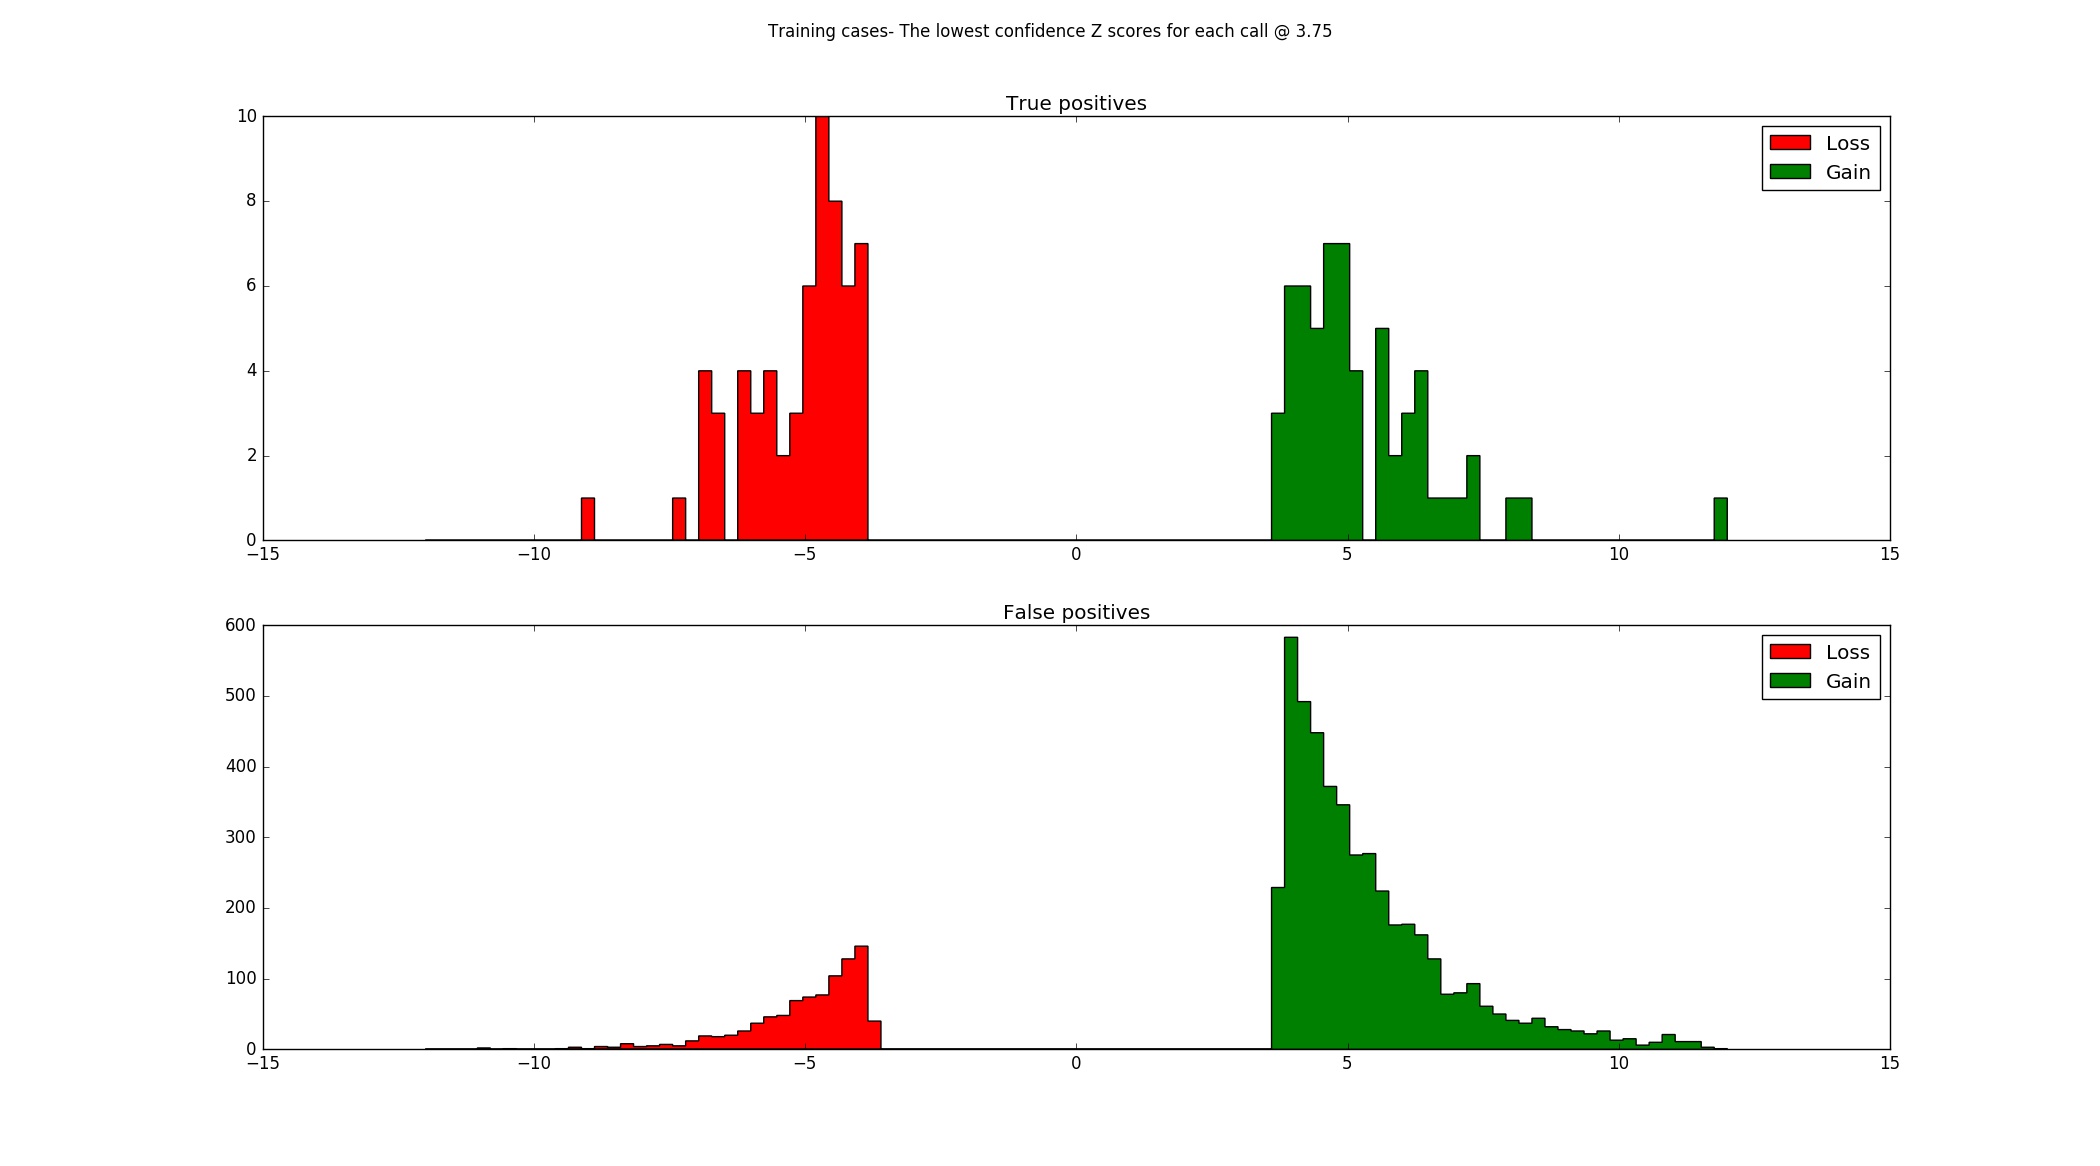 Training cases- The lowest confidence Z scores for each call @ 3.75
True positives
10
8
6
4
2
0
Loss
Gain
−15 −10 −5 0 5 10 15
False positives
600
500
400
300
200
100
0
Loss
Gain
−15 −10 −5 0 5 10 15